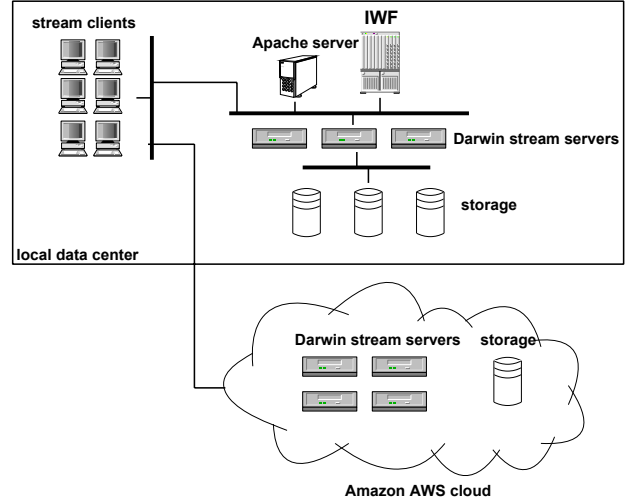 stream clients
IWF
Apache server
Darwin stream servers
storage
local data center
Darwin stream servers
storage
Amazon AWS cloud